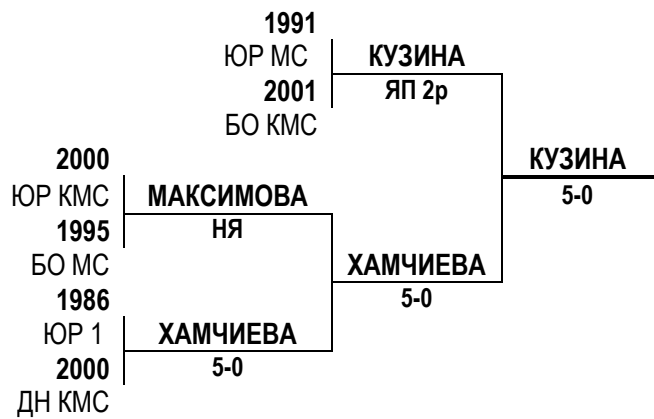 1991
ЮР МС КУЗИНА
2001 ЯП 2р
БО КМС
2000 КУЗИНА
ЮР КМС МАКСИМОВА 5-0
1995 НЯ
БО МС ХАМЧИЕВА
1986 5-0
ЮР 1 ХАМЧИЕВА
2000 5-0
ДН КМС